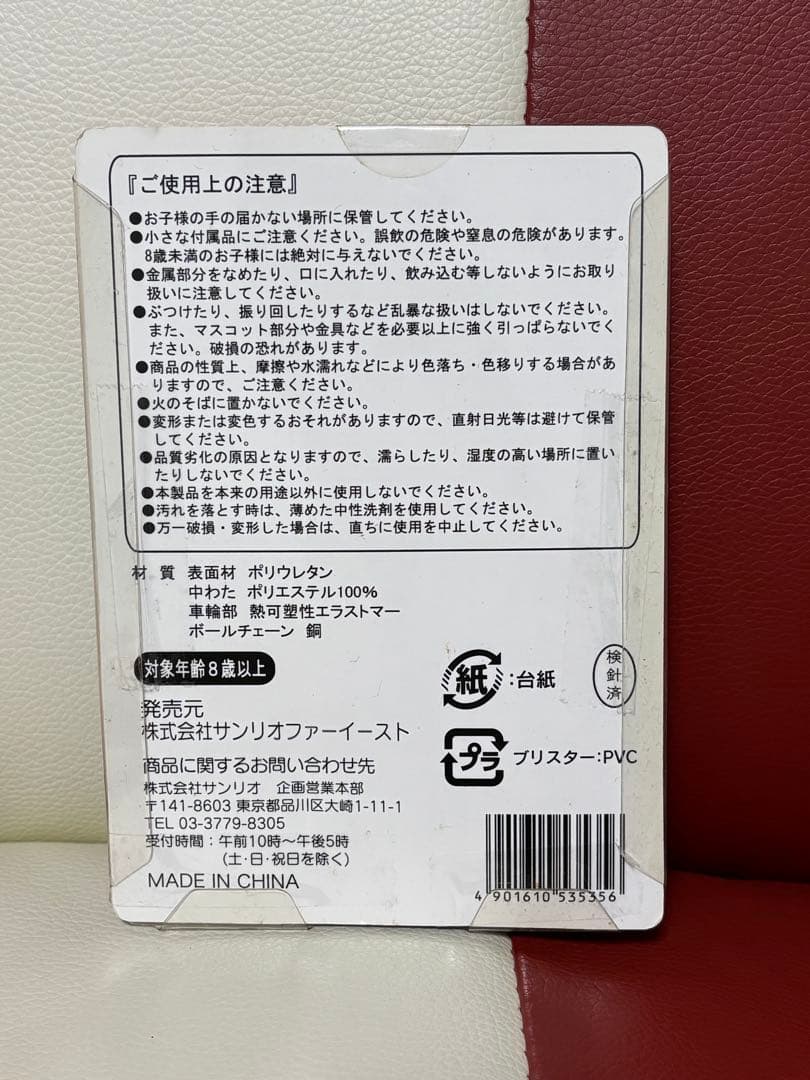 『ご使用上の注意』
●お子様の手の届かない場所に保管してください。
●小さな付属品にご注意ください。誤飲の危険や窒息の危険があります。
8歳未満のお子様には絶対に与えないでください。
●金属部分をなめたり、口に入れたり、飲み込む等しないようにお取り
扱いに注意してください。
●ぶつけたり、振り回したりするなど乱暴な扱いはしないでください。
また、マスコット部分や金具などを必要以上に強く引っぱらないでく
ださい。破損の恐れがあります。
●商品の性質上、摩擦や水濡れなどにより色落ち・色移りする場合があ
りますので、ご注意ください。
●火のそばに置かないでください。
●変形または変色するおそれがありますので、直射日光等は避けて保管
してください。
●品質劣化の原因となりますので、濡らしたり、湿度の高い場所に置い
たりしないでください。
●本製品を本来の用途以外に使用しないでください。
●汚れを落とす時は、薄めた中性洗剤を使用してください。
●万一破損・変形した場合は、直ちに使用を中止してください。
材 質 表面材 ポリウレタン
中わた ポリエステル100%
車輪部 熱可塑性エラストマー
ボールチェーン 銅
対象年齢8歳以上
紙:台紙
検針済
発売元
株式会社サンリオファーイースト
プラ ブリスター:PVC
商品に関するお問い合わせ先
株式会社サンリオ 企画営業本部
〒141-8603 東京都品川区大崎1-11-1
TEL 03-3779-8305
受付時間:午前10時〜午後5時
(土・日・祝日を除く)
MADE IN CHINA
4 901610 535356